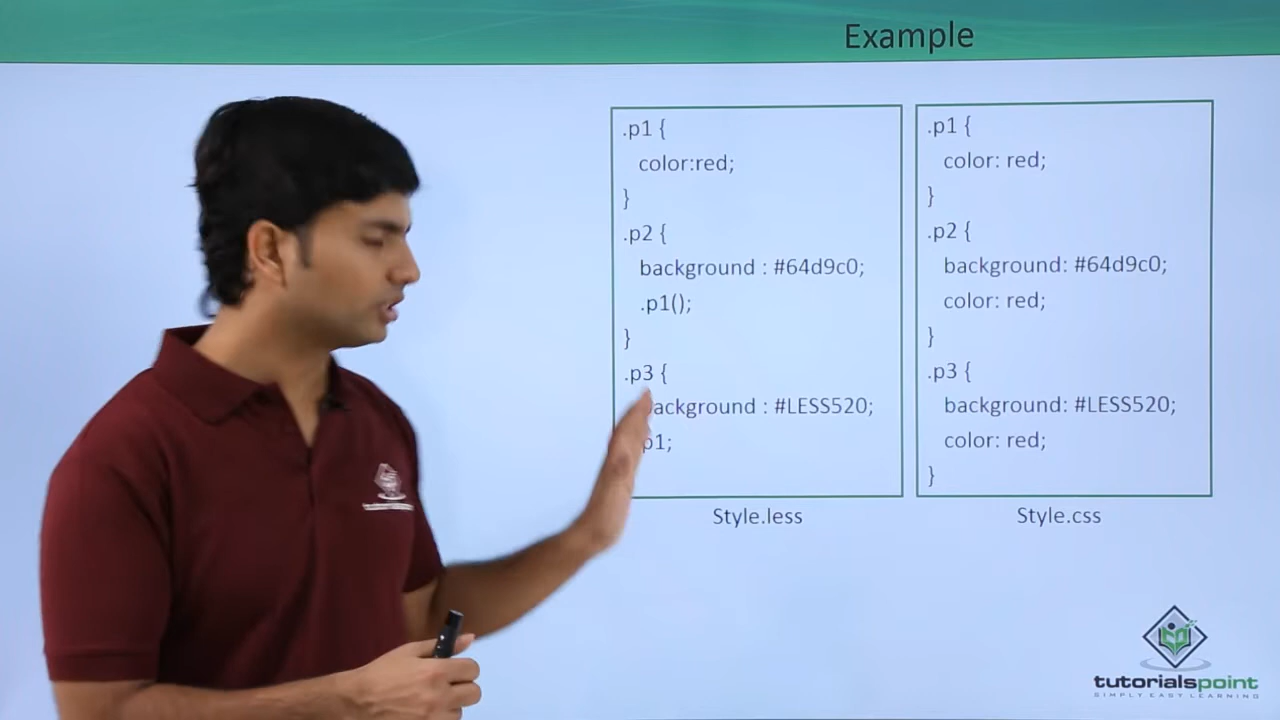 Example
.p1 {
color:red;
}
.p2 {
background : #64d9c0;
.p1();
}
.p3 {
ackground : #LESS520;
p1;
Style.less
.p1 {
color: red;
}
.p2 {
background: #64d9c0;
color: red;
}
.p3 {
background: #LESS520;
color: red;
}
Style.css
tutorialspoint
SIMPLY EASY LEARNING